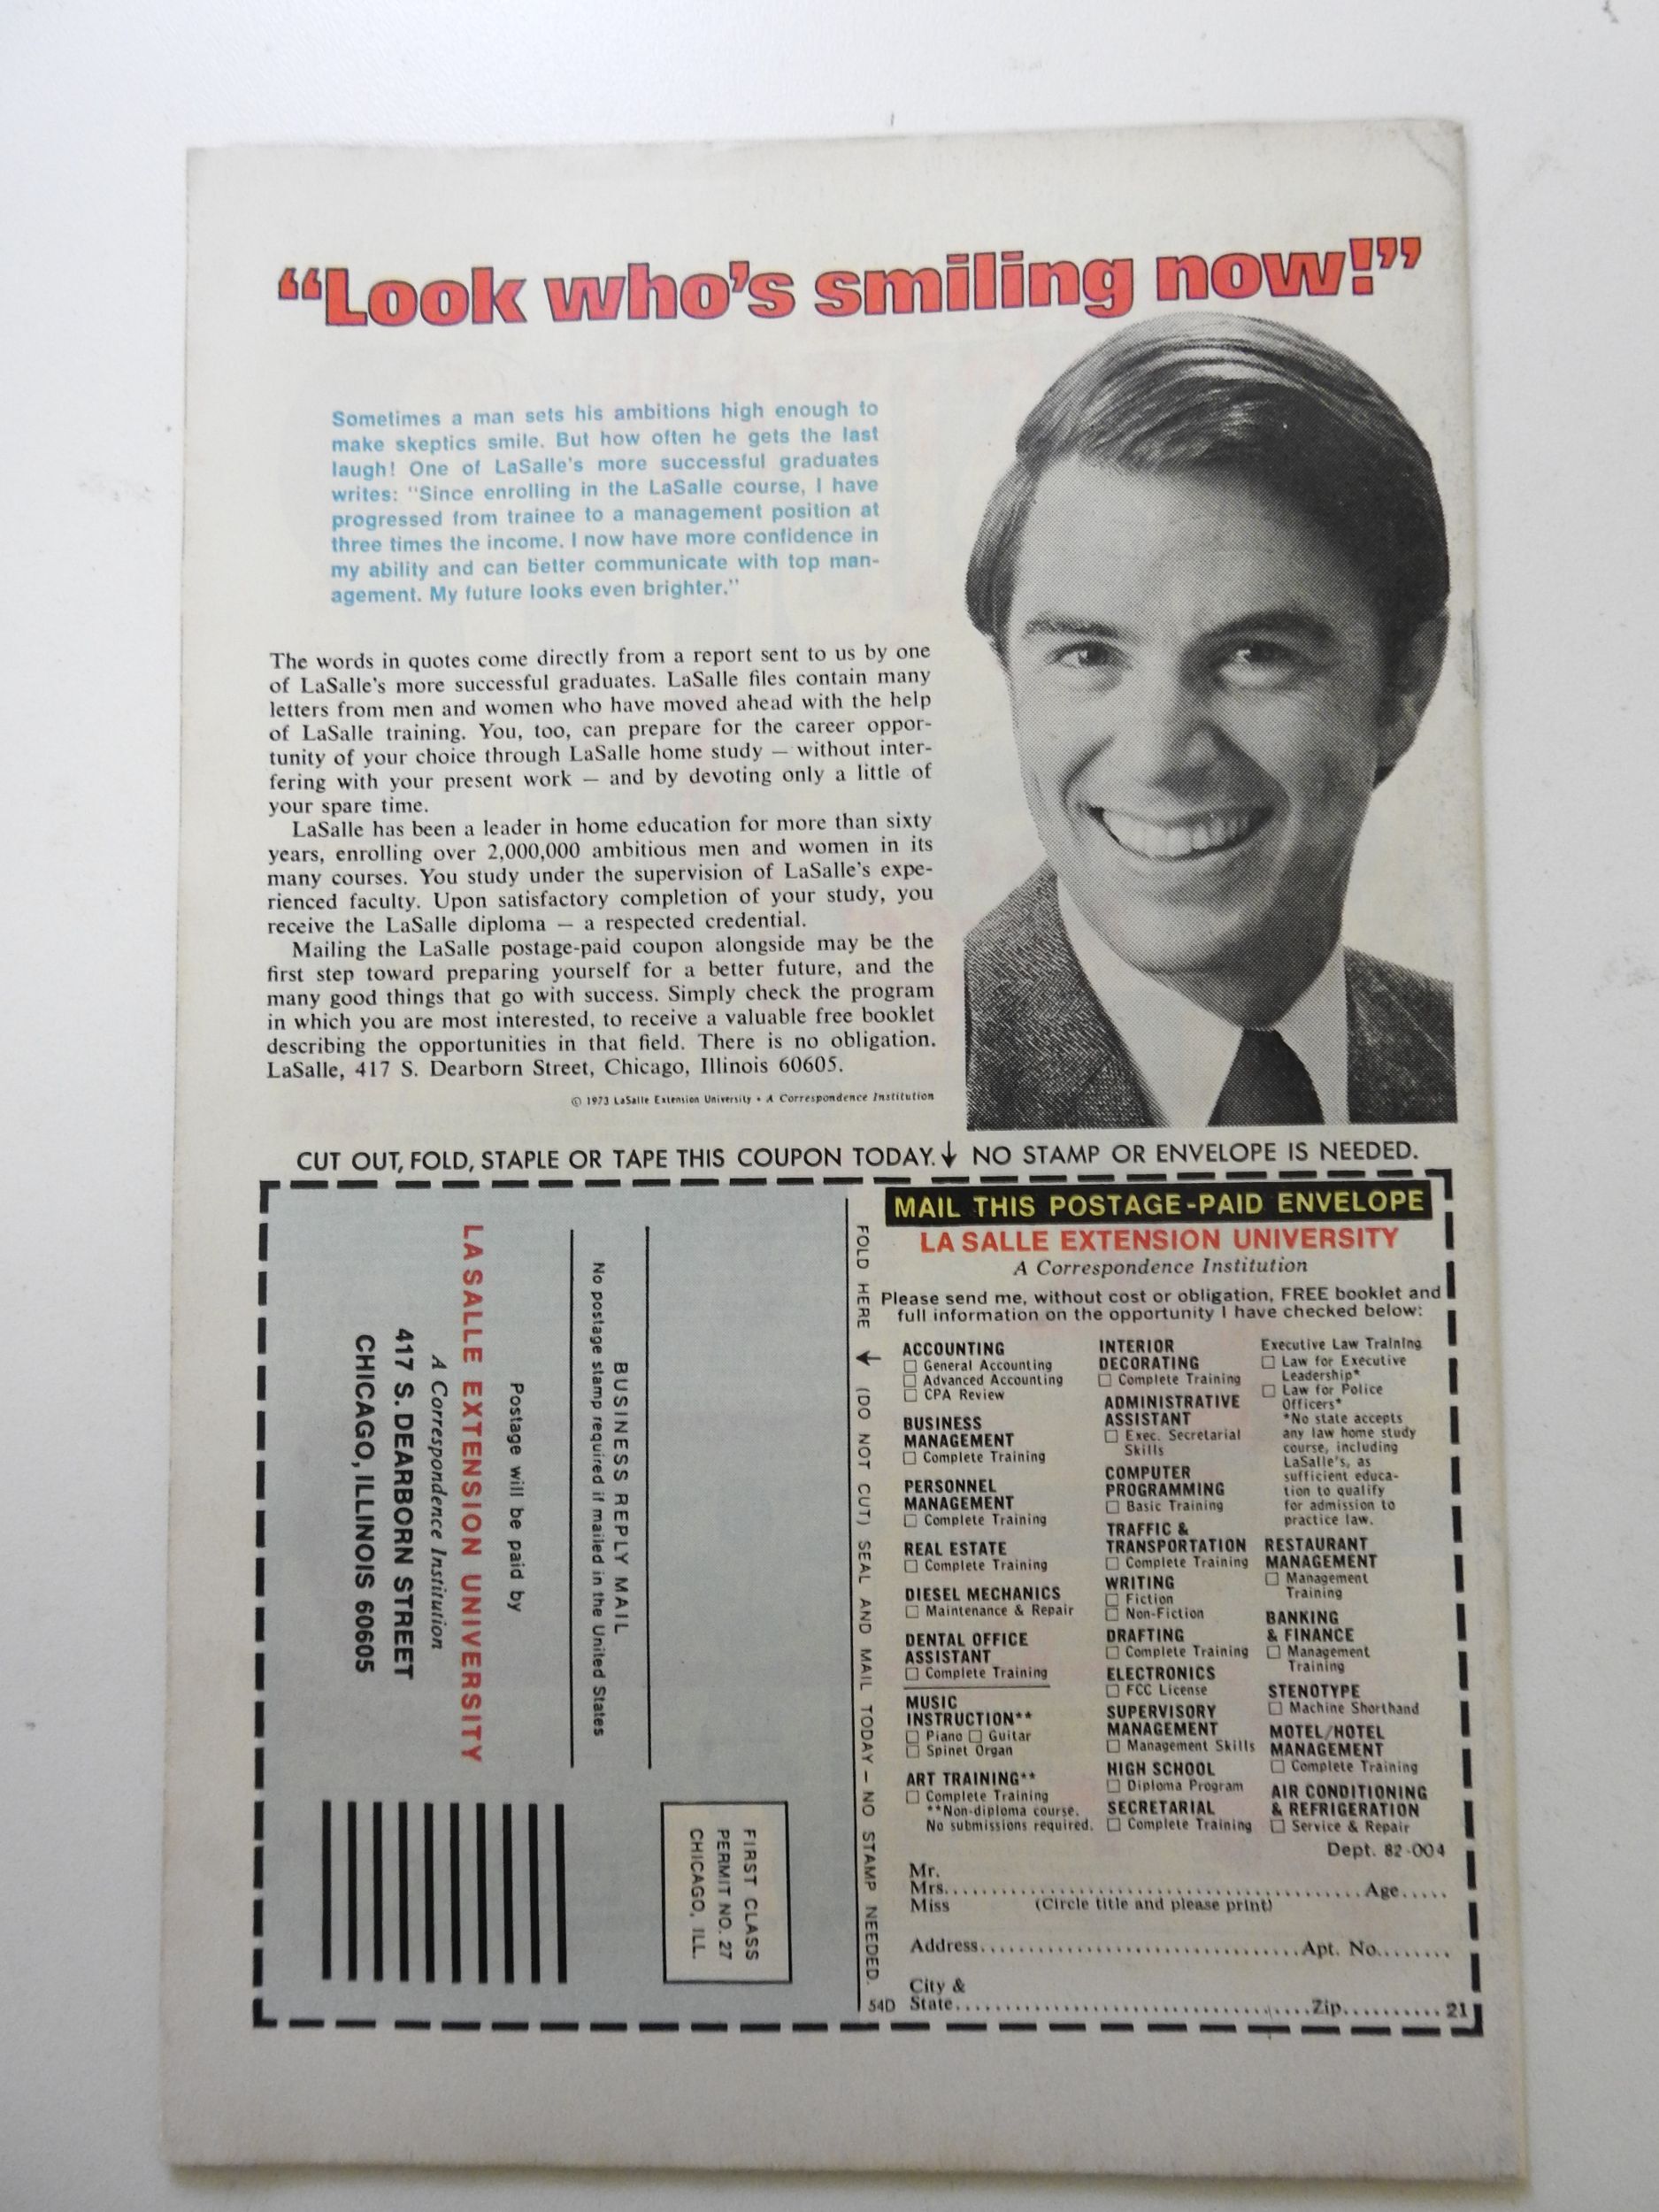 “Look who’s smiling now!”
Sometimes a man sets his ambitions high enough to
make skeptics smile. But how often he gets the last
laugh! One of LaSalle’s more successful graduates
writes: “Since enrolling in the LaSalle course, I have
progressed from trainee to a management position at
three times the income. I now have more confidence in
my ability and can better communicate with top man-
agement. My future looks even brighter.”
The words in quotes come directly from a report sent to us by one
of LaSalle’s more successful graduates. LaSalle files contain many
letters from men and women who have moved ahead with the help
of LaSalle training. You, too, can prepare for the career oppor-
tunity of your choice through LaSalle home study — without inter-
fering with your present work — and by devoting only a little of
your spare time.
LaSalle has been a leader in home education for more than sixty
years, enrolling over 2,000,000 ambitious men and women in its
many courses. You study under the supervision of LaSalle’s expe-
rienced faculty. Upon satisfactory completion of your study, you
receive the LaSalle diploma — a respected credential.
Mailing the LaSalle postage-paid coupon alongside may be the
first step toward preparing yourself for a better future, and the
many good things that go with success. Simply check the program
in which you are most interested, to receive a valuable free booklet
describing the opportunities in that field. There is no obligation.
LaSalle, 417 S. Dearborn Street, Chicago, Illinois 60605.
© 1973 LaSalle Extension University • A Correspondence Institution
CUT OUT, FOLD, STAPLE OR TAPE THIS COUPON TODAY.↓ NO STAMP OR ENVELOPE IS NEEDED.
FIRST CLASS
PERMIT NO. 27
CHICAGO, ILL.
BUSINESS REPLY MAIL
No postage stamp required if mailed in the United States
Postage will be paid by
LA SALLE EXTENSION UNIVERSITY
A Correspondence Institution
417 S. DEARBORN STREET
CHICAGO, ILLINOIS 60605
FOLD HERE ← (DO NOT CUT) SEAL AND MAIL TODAY — NO STAMP NEEDED.
MAIL THIS POSTAGE-PAID ENVELOPE
LA SALLE EXTENSION UNIVERSITY
A Correspondence Institution
Please send me, without cost or obligation, FREE booklet and
full information on the opportunity I have checked below:
ACCOUNTING
☐ General Accounting
☐ Advanced Accounting
☐ CPA Review
BUSINESS
MANAGEMENT
☐ Complete Training
PERSONNEL
MANAGEMENT
☐ Complete Training
REAL ESTATE
☐ Complete Training
DIESEL MECHANICS
☐ Maintenance & Repair
DENTAL OFFICE
ASSISTANT
☐ Complete Training
MUSIC
INSTRUCTION**
☐ Piano ☐ Guitar
☐ Spinet Organ
ART TRAINING**
☐ Complete Training
**Non-diploma course.
No submissions required.
INTERIOR
DECORATING
☐ Complete Training
ADMINISTRATIVE
ASSISTANT
☐ Exec. Secretarial
Skills
COMPUTER
PROGRAMMING
☐ Basic Training
TRAFFIC &
TRANSPORTATION
☐ Complete Training
WRITING
☐ Fiction
☐ Non-Fiction
DRAFTING
☐ Complete Training
ELECTRONICS
☐ FCC License
SUPERVISORY
MANAGEMENT
☐ Management Skills
HIGH SCHOOL
☐ Diploma Program
SECRETARIAL
☐ Complete Training
Executive Law Training
☐ Law for Executive
Leadership*
☐ Law for Police
Officers*
*No state accepts
any law home study
course, including
LaSalle’s, as
sufficient educa-
tion to qualify
for admission to
practice law.
RESTAURANT
MANAGEMENT
☐ Management
Training
BANKING
& FINANCE
☐ Management
Training
STENOTYPE
☐ Machine Shorthand
MOTEL/HOTEL
MANAGEMENT
☐ Complete Training
AIR CONDITIONING
& REFRIGERATION
☐ Service & Repair
Dept. 82-004
Mr.
Mrs. Age
Miss (Circle title and please print)
Address Apt. No.
City &
State Zip 21
54D